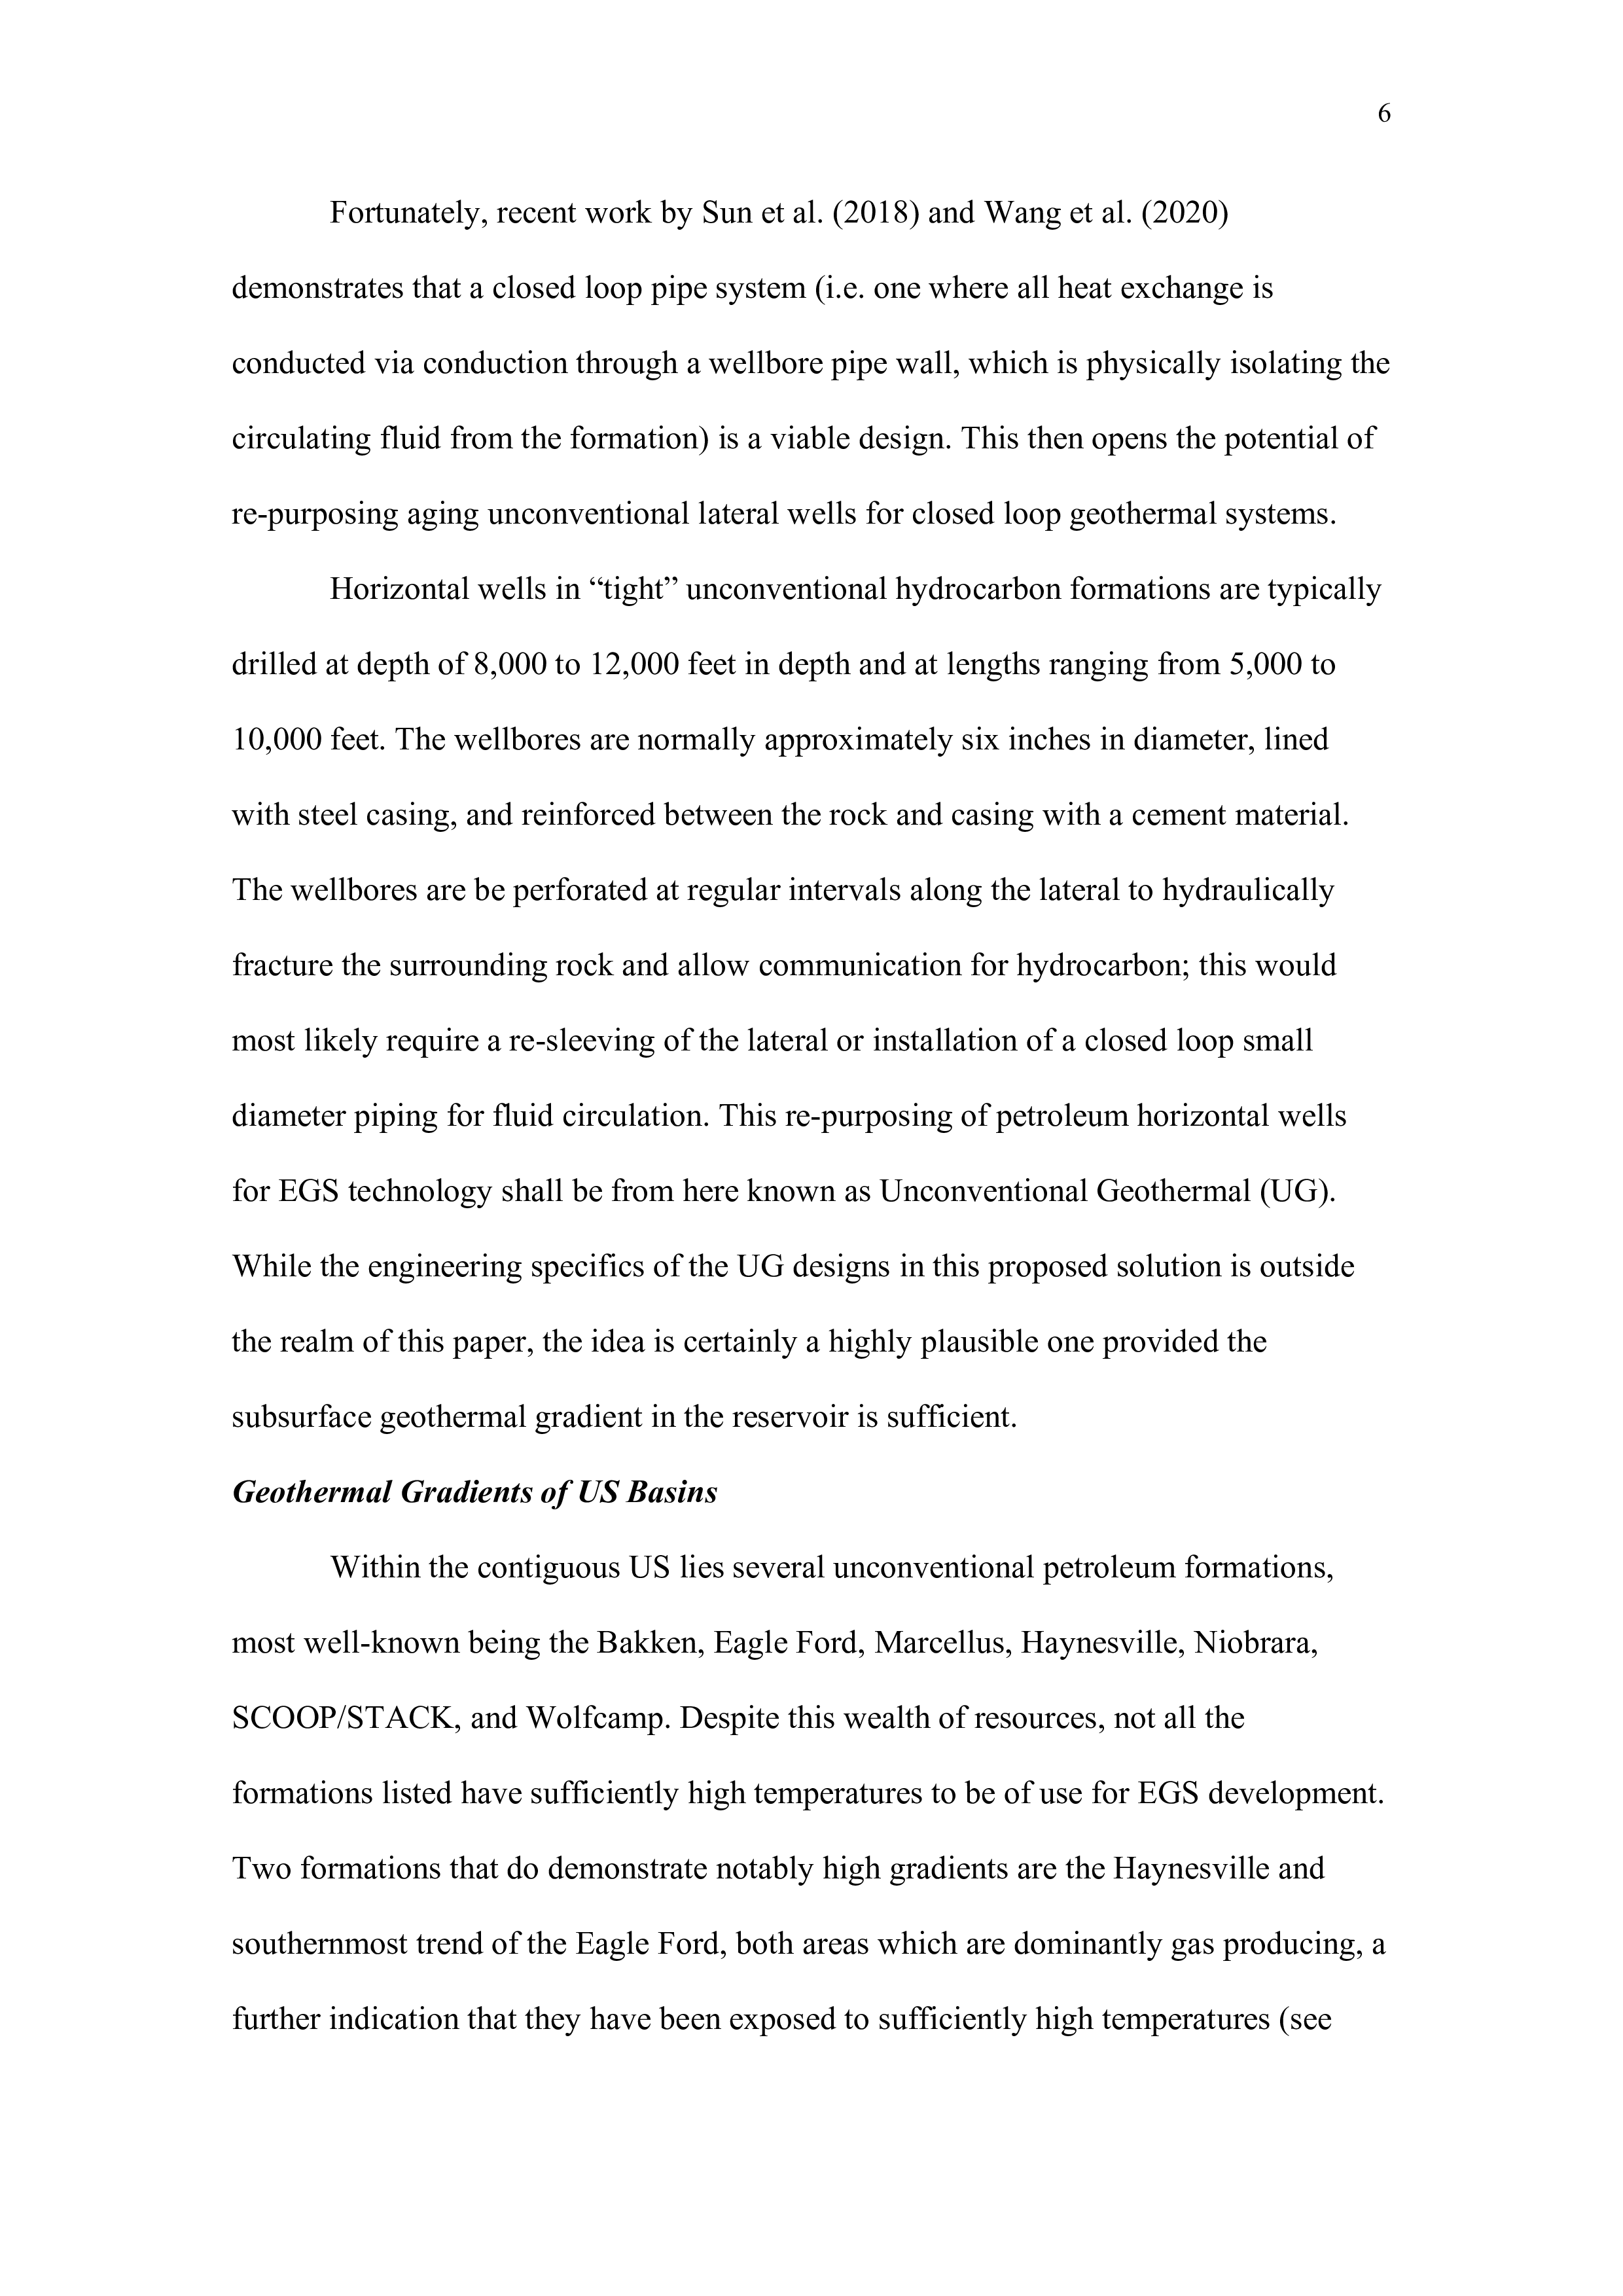 6
Fortunately, recent work by Sun et al. (2018) and Wang et al. (2020)
demonstrates that a closed loop pipe system (i.e. one where all heat exchange is
conducted via conduction through a wellbore pipe wall, which is physically isolating the
circulating fluid from the formation) is a viable design. This then opens the potential of
re-purposing aging unconventional lateral wells for closed loop geothermal systems.
Horizontal wells in “tight” unconventional hydrocarbon formations are typically
drilled at depth of 8,000 to 12,000 feet in depth and at lengths ranging from 5,000 to
10,000 feet. The wellbores are normally approximately six inches in diameter, lined
with steel casing, and reinforced between the rock and casing with a cement material.
The wellbores are be perforated at regular intervals along the lateral to hydraulically
fracture the surrounding rock and allow communication for hydrocarbon; this would
most likely require a re-sleeving of the lateral or installation of a closed loop small
diameter piping for fluid circulation. This re-purposing of petroleum horizontal wells
for EGS technology shall be from here known as Unconventional Geothermal (UG).
While the engineering specifics of the UG designs in this proposed solution is outside
the realm of this paper, the idea is certainly a highly plausible one provided the
subsurface geothermal gradient in the reservoir is sufficient.
Geothermal Gradients of US Basins
Within the contiguous US lies several unconventional petroleum formations,
most well-known being the Bakken, Eagle Ford, Marcellus, Haynesville, Niobrara,
SCOOP/STACK, and Wolfcamp. Despite this wealth of resources, not all the
formations listed have sufficiently high temperatures to be of use for EGS development.
Two formations that do demonstrate notably high gradients are the Haynesville and
southernmost trend of the Eagle Ford, both areas which are dominantly gas producing, a
further indication that they have been exposed to sufficiently high temperatures (see